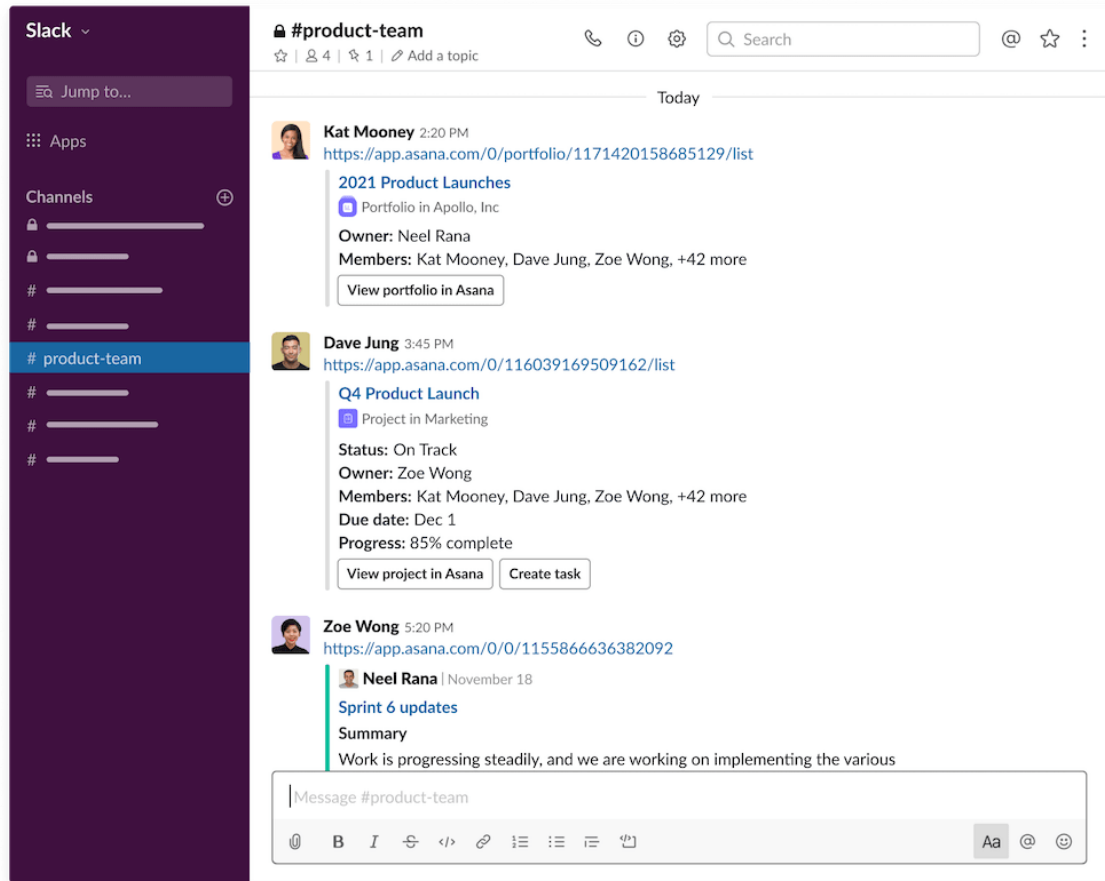 Slack
Jump to...
Apps
Channels
#
#
# product-team
#
#
#
#product-team
4 | 1 | Add a topic
Search
Today
Kat Mooney 2:20 PM
https://app.asana.com/0/portfolio/1171420158685129/list
2021 Product Launches
Portfolio in Apollo, Inc
Owner: Neel Rana
Members: Kat Mooney, Dave Jung, Zoe Wong, +42 more
View portfolio in Asana
Dave Jung 3:45 PM
https://app.asana.com/0/116039169509162/list
Q4 Product Launch
Project in Marketing
Status: On Track
Owner: Zoe Wong
Members: Kat Mooney, Dave Jung, Zoe Wong, +42 more
Due date: Dec 1
Progress: 85% complete
View project in Asana Create task
Zoe Wong 5:20 PM
https://app.asana.com/0/0/1155866636382092
Neel Rana | November 18
Sprint 6 updates
Summary
Work is progressing steadily, and we are working on implementing the various
Message #product-team
B I S </> Aa @